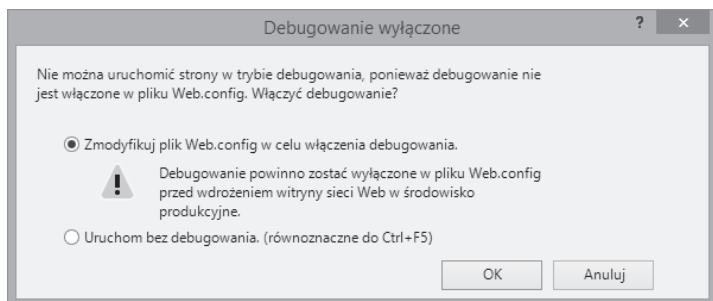 Debugowanie wyłączone
? ×
Nie można uruchomić strony w trybie debugowania, ponieważ debugowanie nie
jest włączone w pliku Web.config. Włączyć debugowanie?
Zmodyfikuj plik Web.config w celu włączenia debugowania.
Debugowanie powinno zostać wyłączone w pliku Web.config
przed wdrożeniem witryny sieci Web w środowisko
produkcyjne.
Uruchom bez debugowania. (równoznaczne do Ctrl+F5)
OK Anuluj